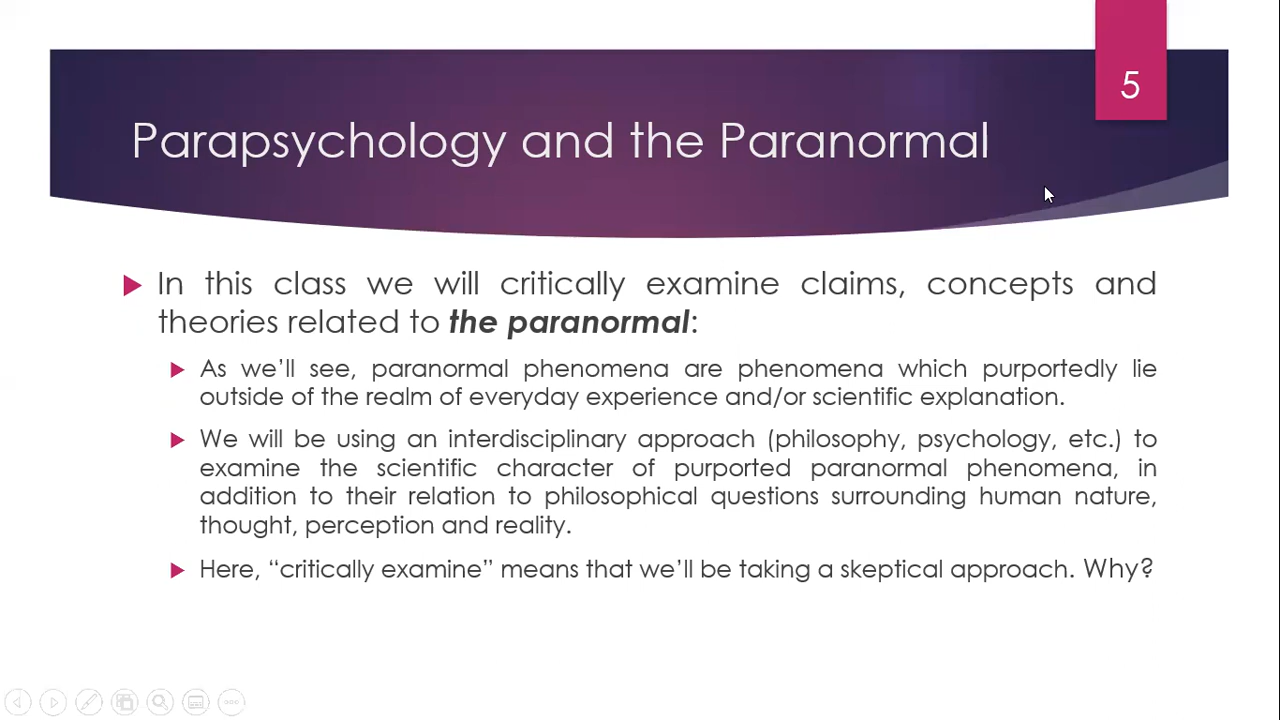 5
Parapsychology and the Paranormal
In this class we will critically examine claims, concepts and
theories related to the paranormal:
As we’ll see, paranormal phenomena are phenomena which purportedly lie
outside of the realm of everyday experience and/or scientific explanation.
We will be using an interdisciplinary approach (philosophy, psychology, etc.) to
examine the scientific character of purported paranormal phenomena, in
addition to their relation to philosophical questions surrounding human nature,
thought, perception and reality.
Here, “critically examine” means that we’ll be taking a skeptical approach. Why?